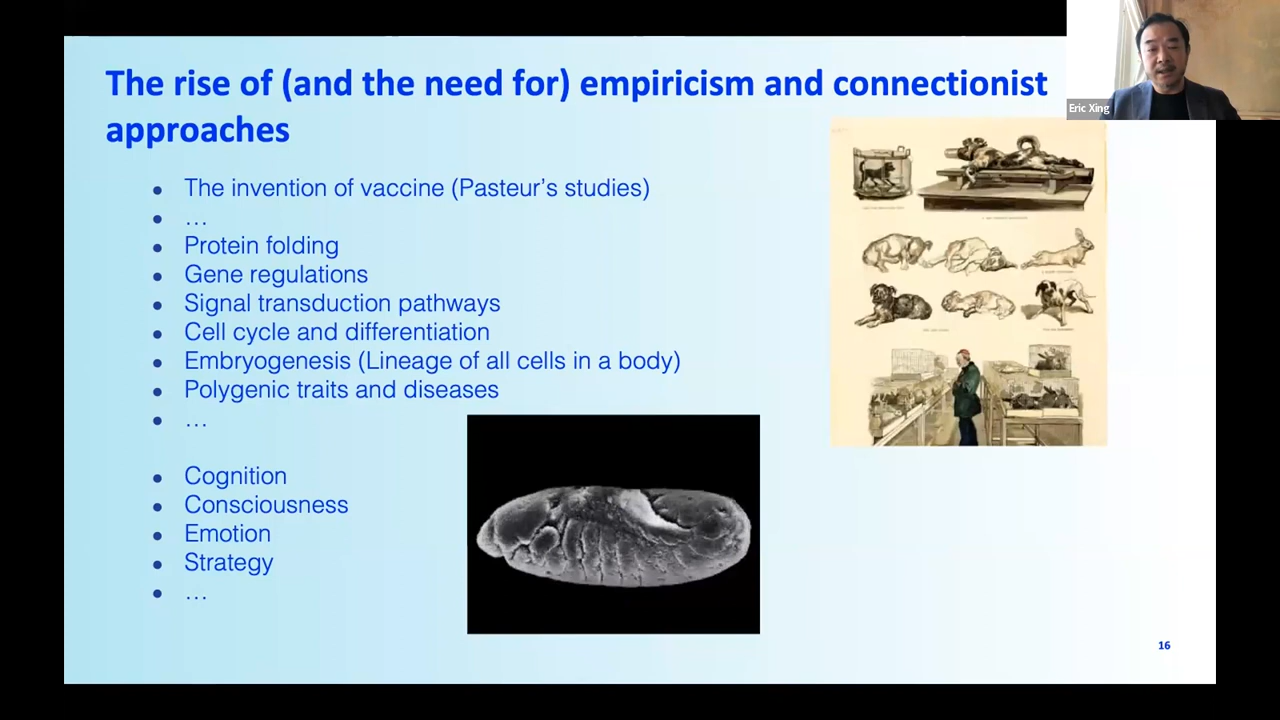 The rise of (and the need for) empiricism and connectionist
approaches
Eric Xing
• The invention of vaccine (Pasteur’s studies)
• …
• Protein folding
• Gene regulations
• Signal transduction pathways
• Cell cycle and differentiation
• Embryogenesis (Lineage of all cells in a body)
• Polygenic traits and diseases
• …
• Cognition
• Consciousness
• Emotion
• Strategy
• …
16